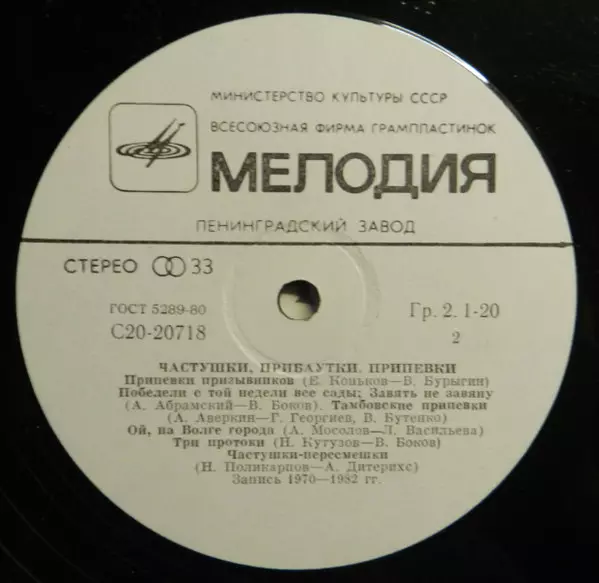 МИНИСТЕРСТВО КУЛЬТУРЫ СССР
ВСЕСОЮЗНАЯ ФИРМА ГРАМПЛАСТИНОК
МЕЛОДИЯ
ЛЕНИНГРАДСКИЙ ЗАВОД
СТЕРЕО 33
ГОСТ 5289-80
С20-20718
Гр. 2. 1-20
2
ЧАСТУШКИ, ПРИБАУТКИ, ПРИПЕВКИ
Припевки призывников (Е. Коньков—В. Бурыгин)
Побелели с той недели все сады; Завять не завяну
(А. Абрамский—В. Боков). Тамбовские припевки
(А. Аверкин—Г. Георгиев, В. Бутенко)
Ой, на Волге города (А. Мосолов—Л. Васильева)
Три протоки (Н. Кутузов—В. Боков)
Частушки-пересмешки
(Н. Поликарпов—А. Дитерихс)
Запись 1970—1982 гг.